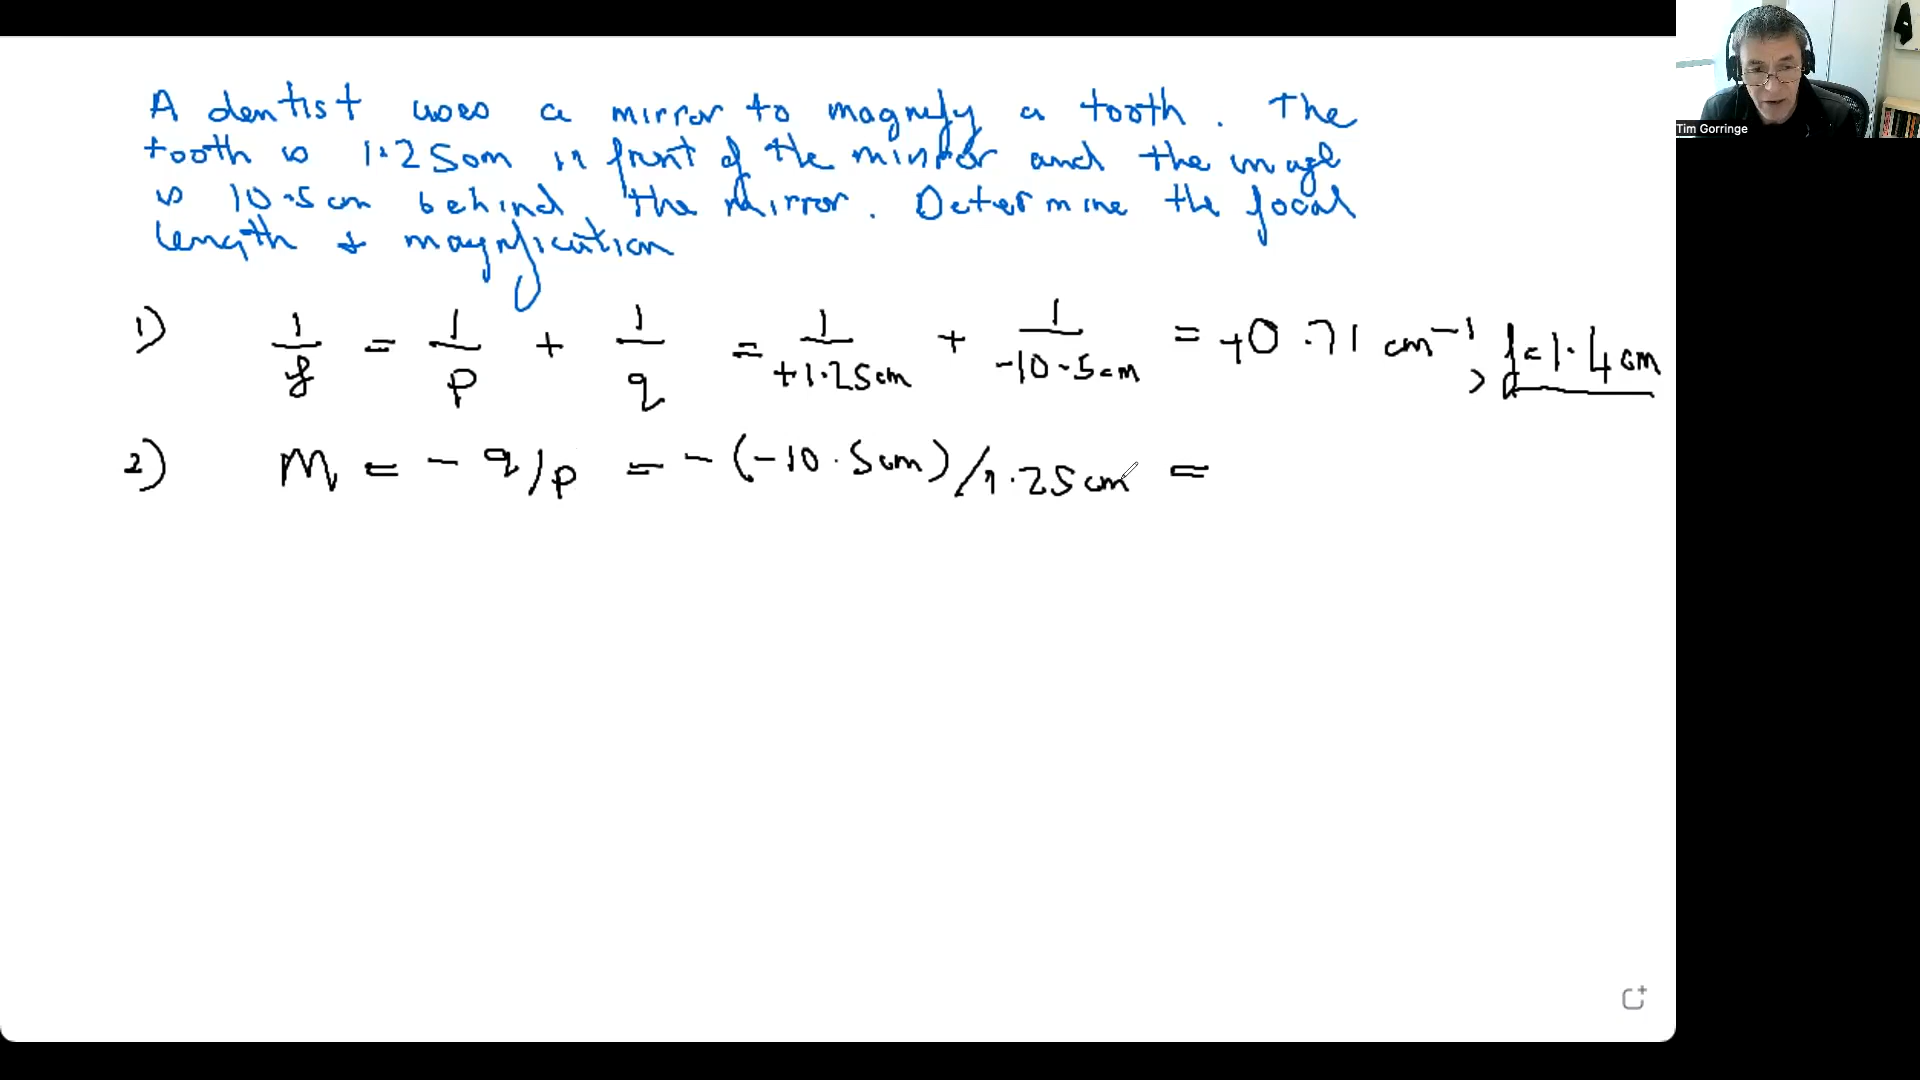 A dentist uses a mirror to magnify a tooth. The
tooth is 1.25cm in front of the mirror and the image
is 10.5cm behind the mirror. Determine the focal
length & magnification
1) 1/f = 1/p + 1/q = 1/+1.25cm + 1/-10.5cm = +0.71 cm⁻¹, f=1.4cm
2) M = - q/p = - (-10.5cm)/1.25cm =
Tim Gorringe